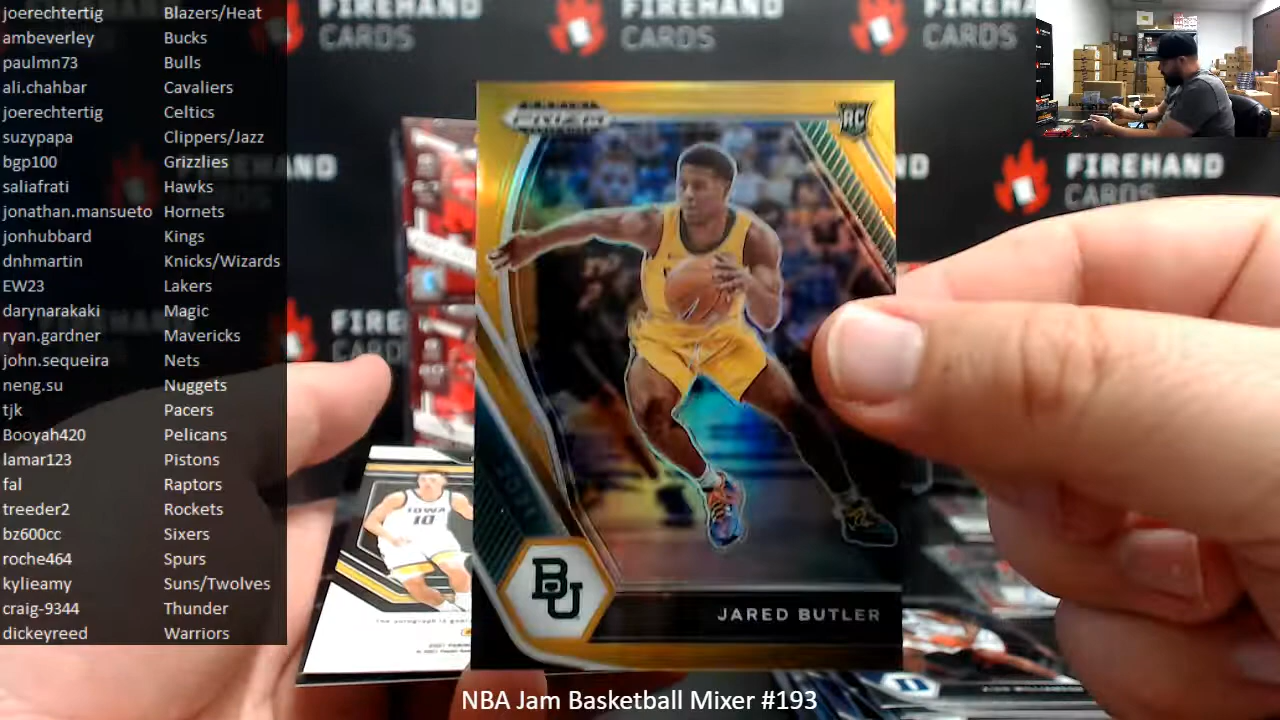 joerechtertig Blazers/Heat
ambeverley Bucks
paulmn73 Bulls
ali.chahbar Cavaliers
joerechtertig Celtics
suzypapa Clippers/Jazz
bgp100 Grizzlies
saliafrati Hawks
jonathan.mansueto Hornets
jonhubbard Kings
dnhmartin Knicks/Wizards
EW23 Lakers
darynarakaki Magic
ryan.gardner Mavericks
john.sequeira Nets
neng.su Nuggets
tjk Pacers
Booyah420 Pelicans
lamar123 Pistons
fal Raptors
treeder2 Rockets
bz600cc Sixers
roche464 Spurs
kylieamy Suns/Twolves
craig-9344 Thunder
dickeyreed Warriors
FIREHAND CARDS
FIREHAND CARDS
FIREHA
CARDS
FIREHAND
CARDS
PRIZM
RC
BU
JARED BUTLER
IOWA
10
NBA Jam Basketball Mixer #193